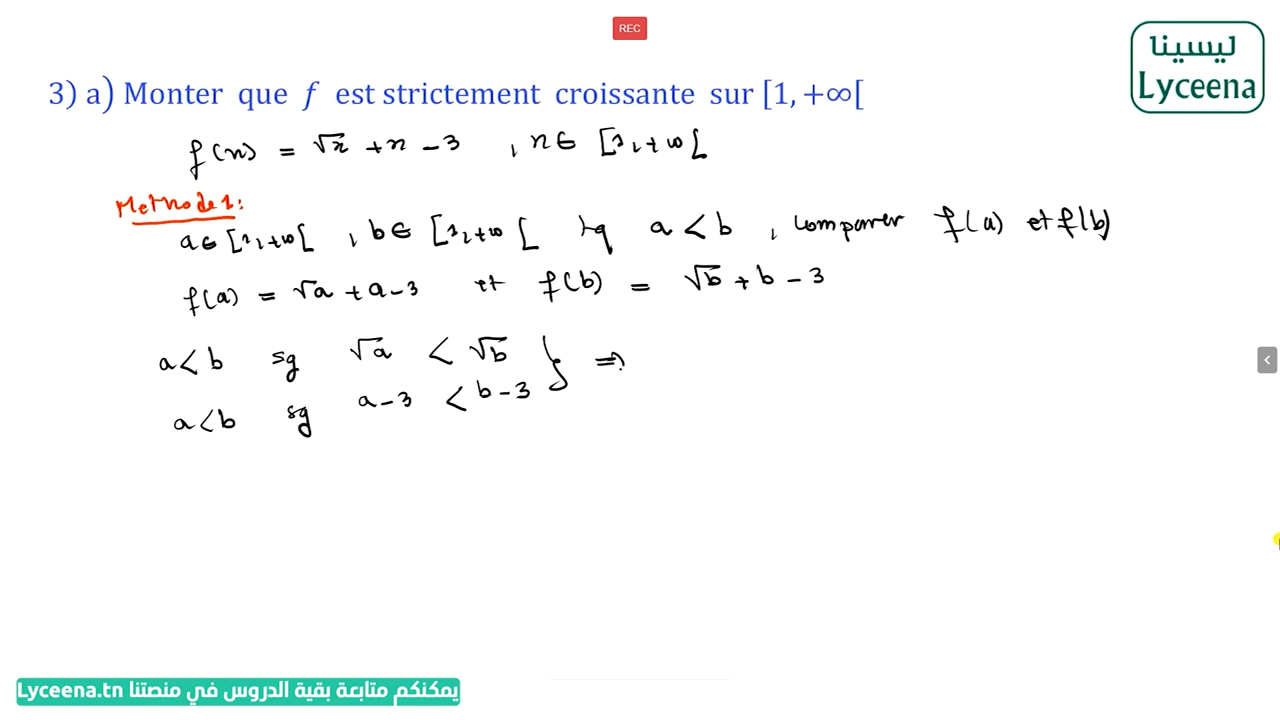 REC
ليسينا
Lyceena
3) a) Monter que f est strictement croissante sur [1, +∞[
f(x) = √x + x − 3 , x ∈ [1, +∞[
Methode 1:
a ∈ [1, +∞[ , b ∈ [1, +∞[ tq a < b , comparer f(a) et f(b)
f(a) = √a + a − 3 et f(b) = √b + b − 3
a < b sg √a < √b } ⇒
a < b sg a − 3 < b − 3
يمكنكم متابعة بقية الدروس في منصتنا Lyceena.tn